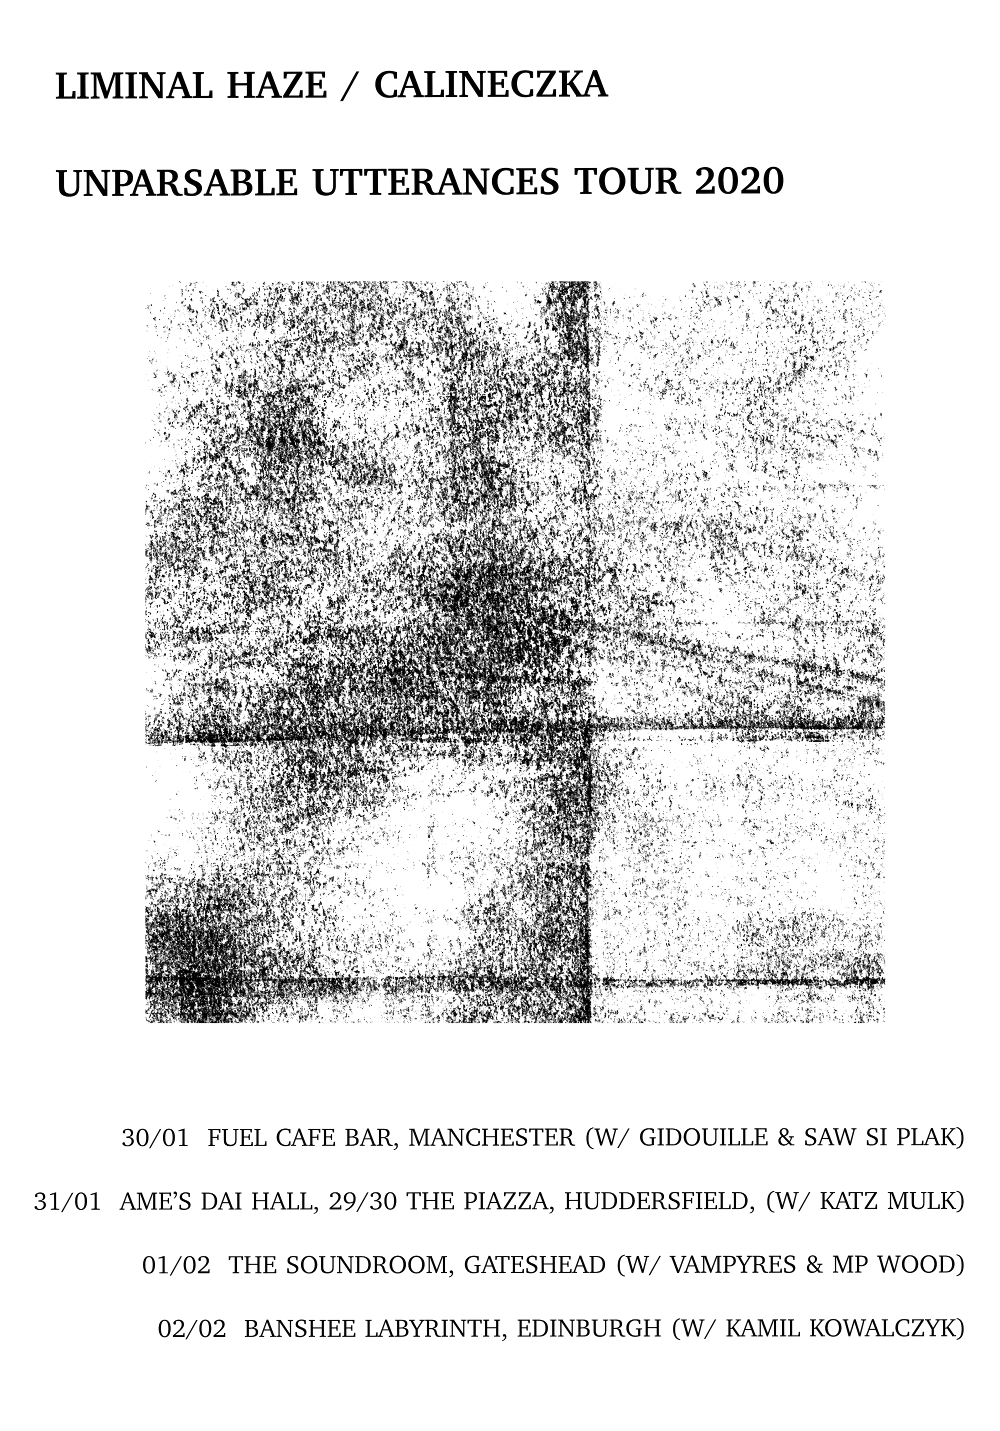 LIMINAL HAZE / CALINECZKA
UNPARSABLE UTTERANCES TOUR 2020
30/01 FUEL CAFE BAR, MANCHESTER (W/ GIDOUILLE & SAW SI PLAK)
31/01 AME’S DAI HALL, 29/30 THE PIAZZA, HUDDERSFIELD, (W/ KATZ MULK)
01/02 THE SOUNDROOM, GATESHEAD (W/ VAMPYRES & MP WOOD)
02/02 BANSHEE LABYRINTH, EDINBURGH (W/ KAMIL KOWALCZYK)